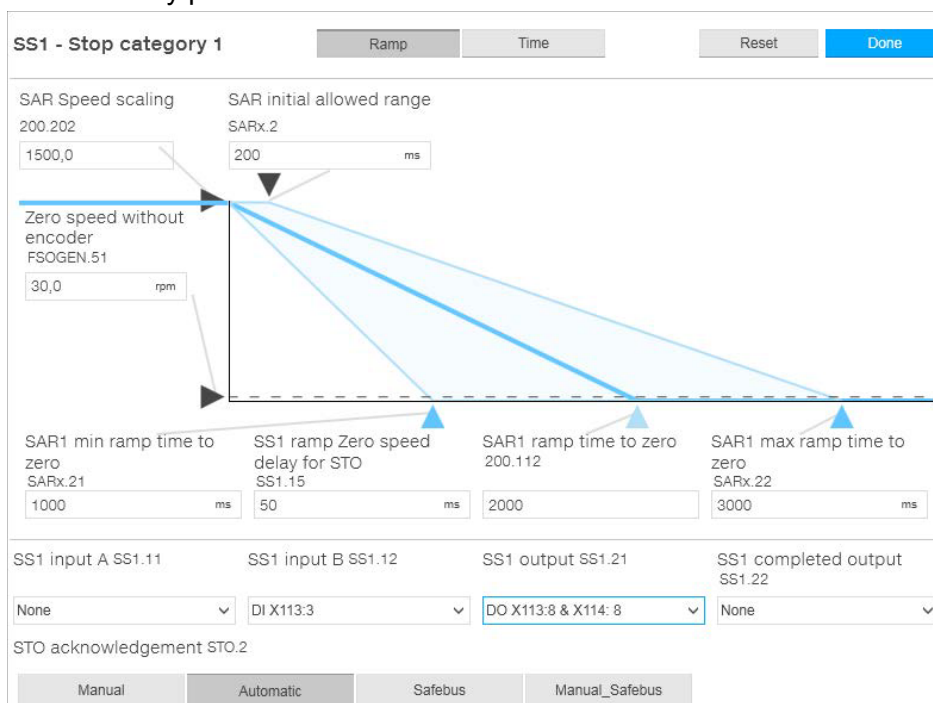 SS1 - Stop category 1 Ramp Time Reset Done
SAR Speed scaling SAR initial allowed range
200.202 SARx.2
1500,0 200 ms
Zero speed without
encoder
FSOGEN.51
30,0 rpm
SAR1 min ramp time to SS1 ramp Zero speed SAR1 ramp time to zero SAR1 max ramp time to
zero delay for STO 200.112 zero
SARx.21 SS1.15 SARx.22
1000 ms 50 ms 2000 3000 ms
SS1 input A SS1.11 SS1 input B SS1.12 SS1 output SS1.21 SS1 completed output
SS1.22
None DI X113:3 DO X113:8 & X114: 8 None
STO acknowledgement STO.2
Manual Automatic Safebus Manual_Safebus